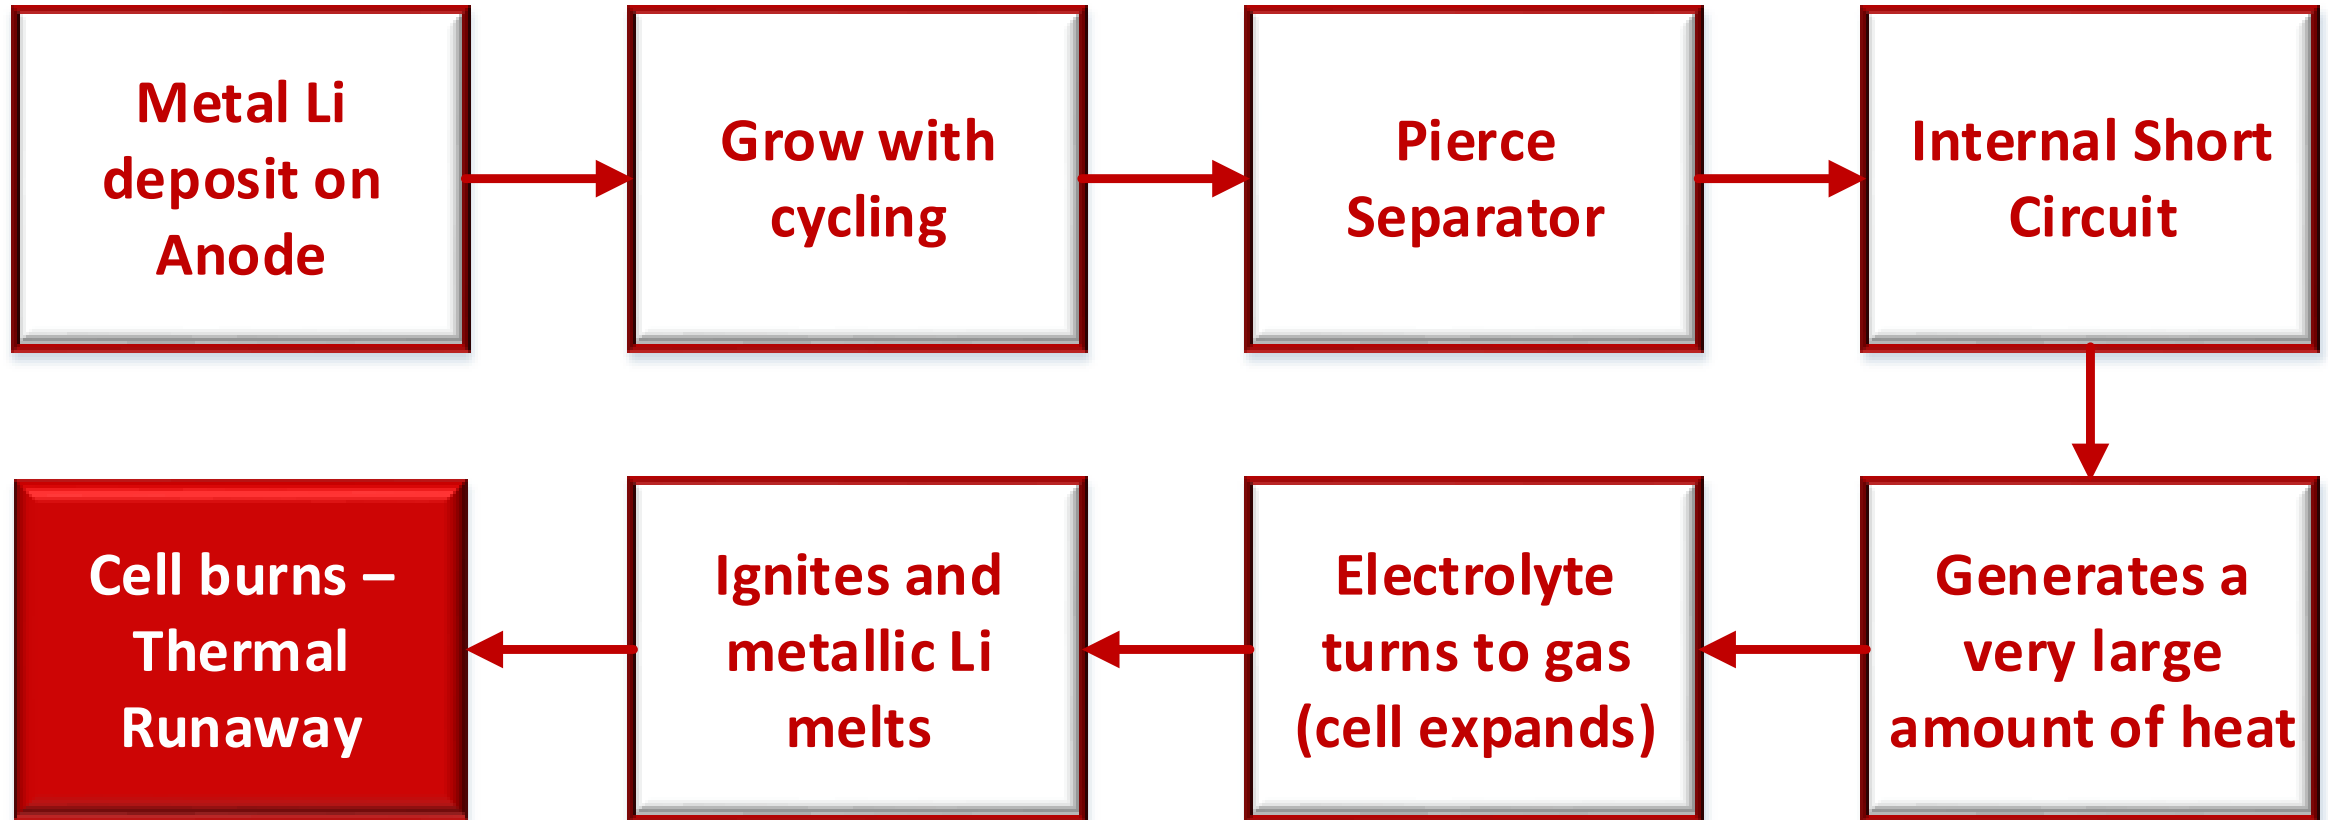 Metal Li
deposit on
Anode
Grow with
cycling
Pierce
Separator
Internal Short
Circuit
Generates a
very large
amount of heat
Electrolyte
turns to gas
(cell expands)
Ignites and
metallic Li
melts
Cell burns –
Thermal
Runaway